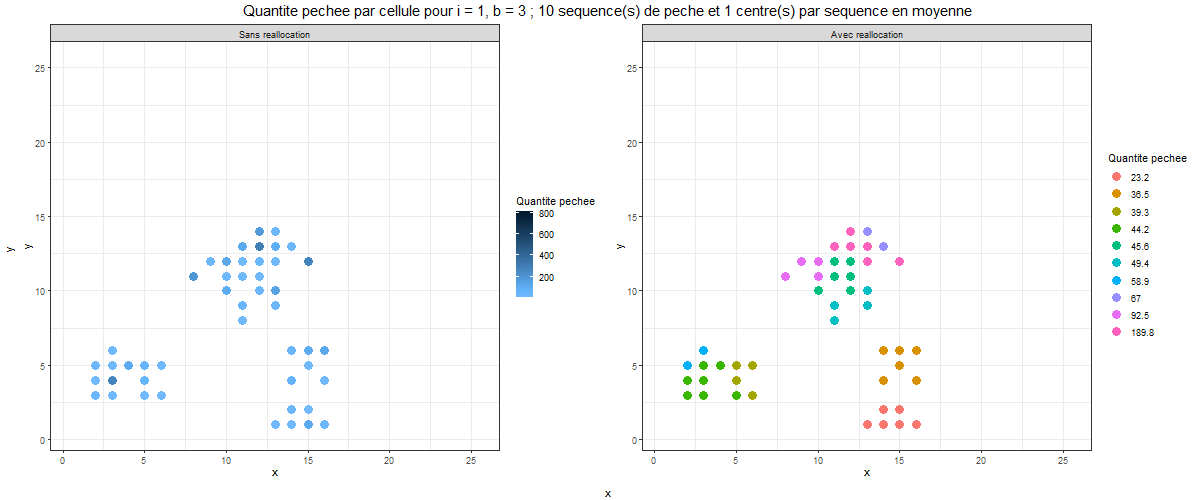 Quantite pechee par cellule pour i = 1, b = 3 ; 10 sequence(s) de peche et 1 centre(s) par sequence en moyenne
Sans reallocation
25
20
15
10
5
0
0 5 10 15 20 25
x
y
y
Quantite pechee
800
600
400
200
Avec reallocation
25
20
15
10
5
0
0 5 10 15 20 25
x
y
Quantite pechee
23.2
36.5
39.3
44.2
45.6
49.4
58.9
67
92.5
189.8
x